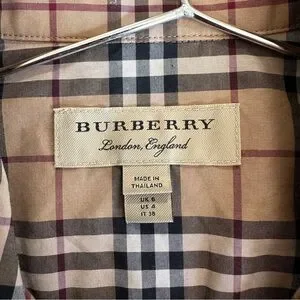 BURBERRY
London, England
MADE IN
THAILAND
UK 6
US 4
IT 38